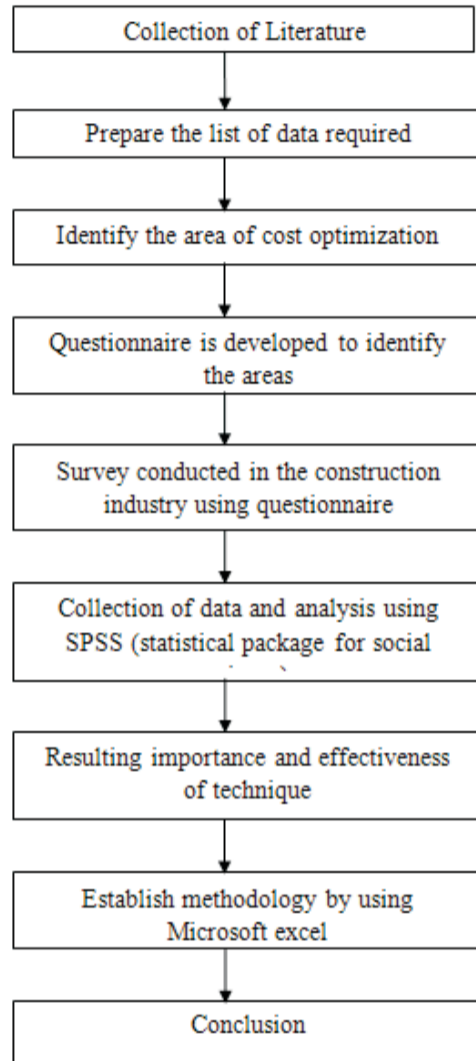 Collection of Literature
Prepare the list of data required
Identify the area of cost optimization
Questionnaire is developed to identify
the areas
Survey conducted in the construction
industry using questionnaire
Collection of data and analysis using
SPSS (statistical package for social
Resulting importance and effectiveness
of technique
Establish methodology by using
Microsoft excel
Conclusion